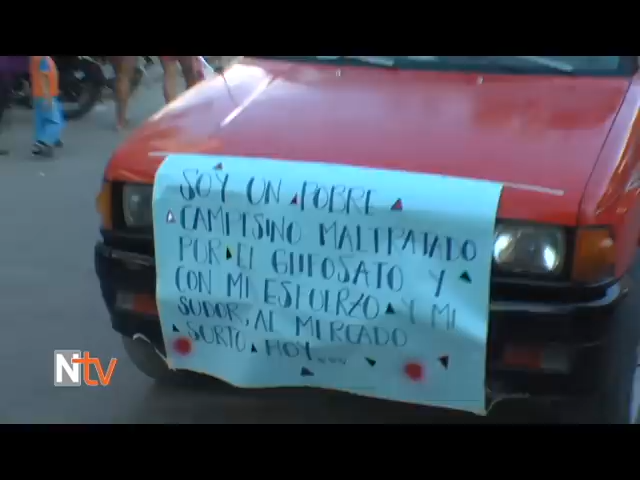 SOY UN POBRE
CAMPESINO MALTRATADO
POR EL GLIFOSATO Y
CON MI ESFUERZO Y MI
SUDOR, AL MERCADO
SURTO HOY....
Ntv